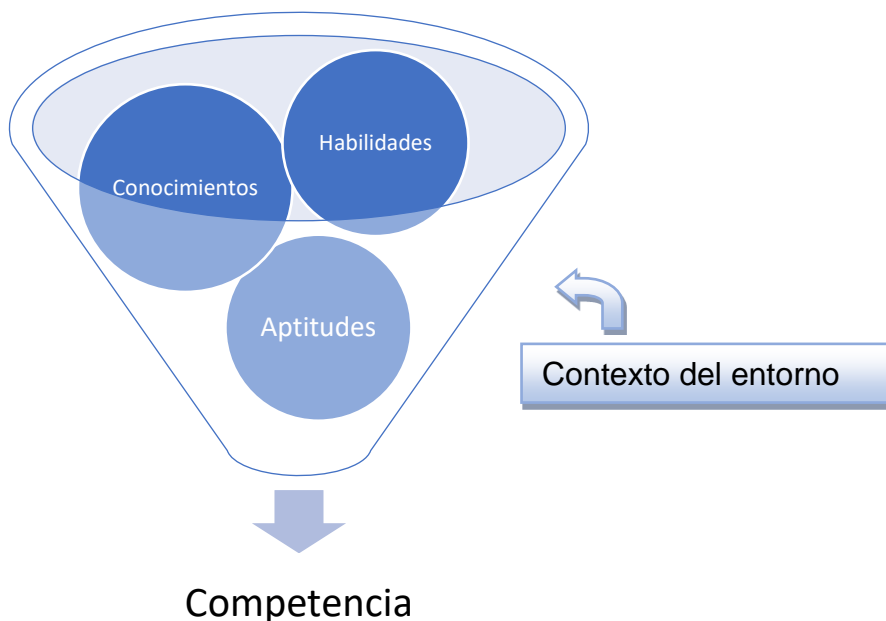 Habilidades
Conocimientos
Aptitudes
Contexto del entorno
Competencia